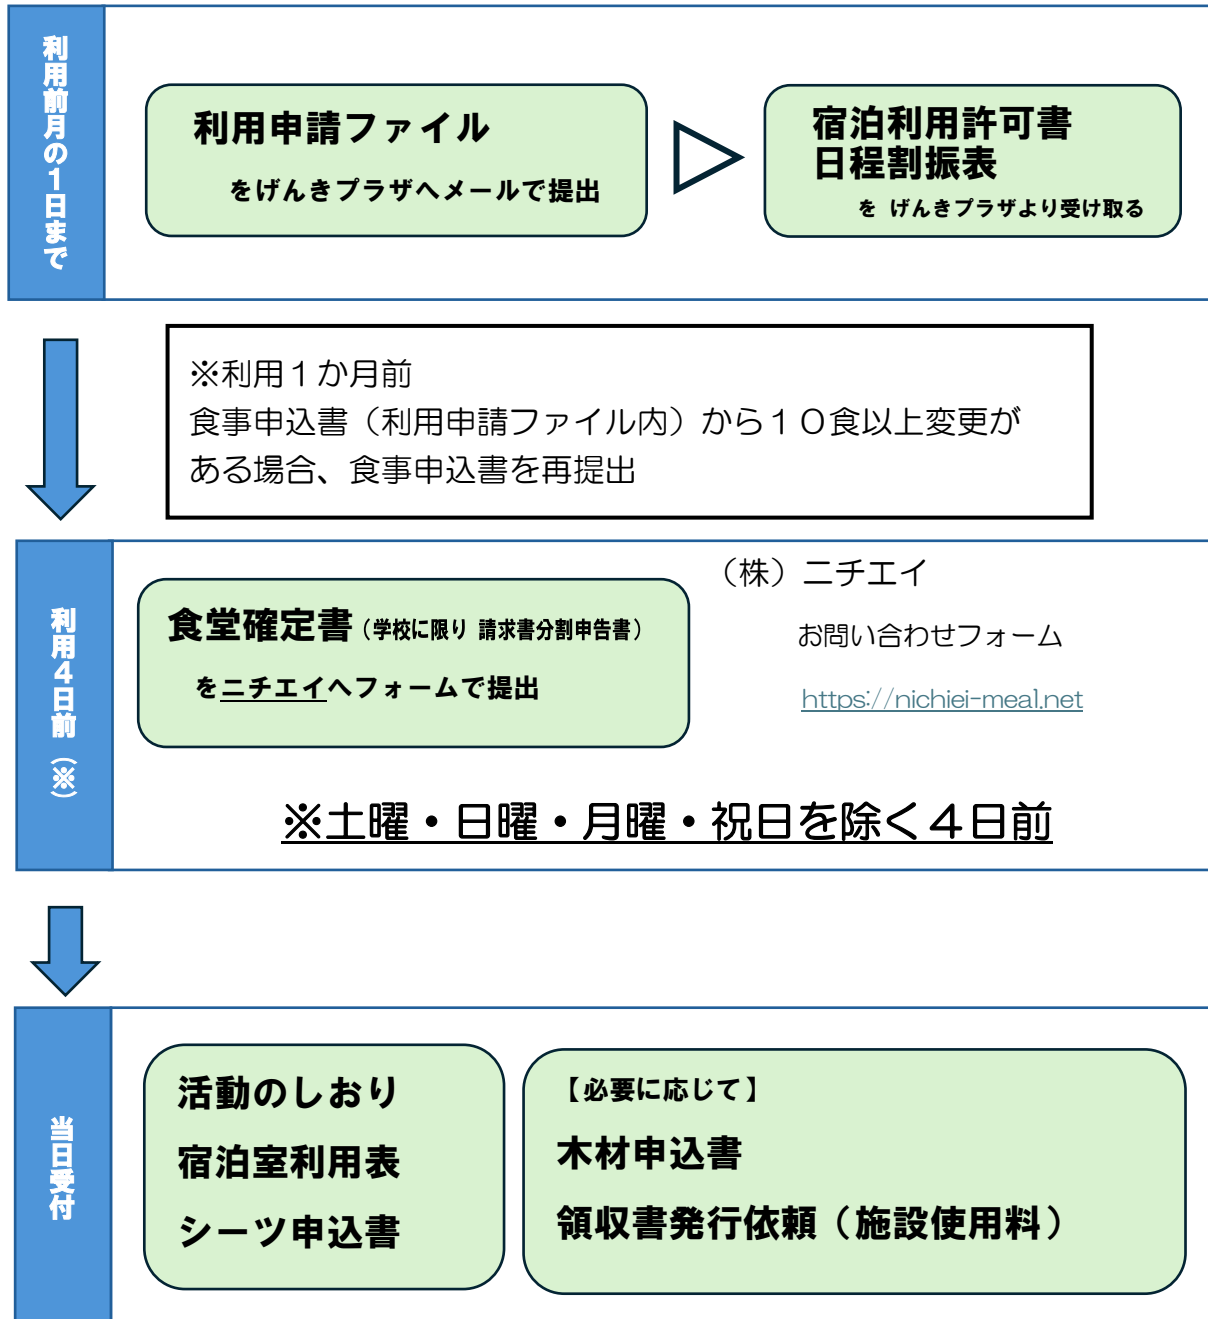 利用前月の1日まで
利用申請ファイル
をげんきプラザへメールで提出
宿泊利用許可書
日程割振表
を げんきプラザより受け取る
※利用１か月前
食事申込書（利用申請ファイル内）から１０食以上変更が
ある場合、食事申込書を再提出
利用４日前（※）
食堂確定書（学校に限り 請求書分割申告書）
をニチエイへフォームで提出
（株）ニチエイ
お問い合わせフォーム
https://nichiei-meal.net
※土曜・日曜・月曜・祝日を除く４日前
当日受付
活動のしおり
宿泊室利用表
シーツ申込書
【必要に応じて】
木材申込書
領収書発行依頼（施設使用料）